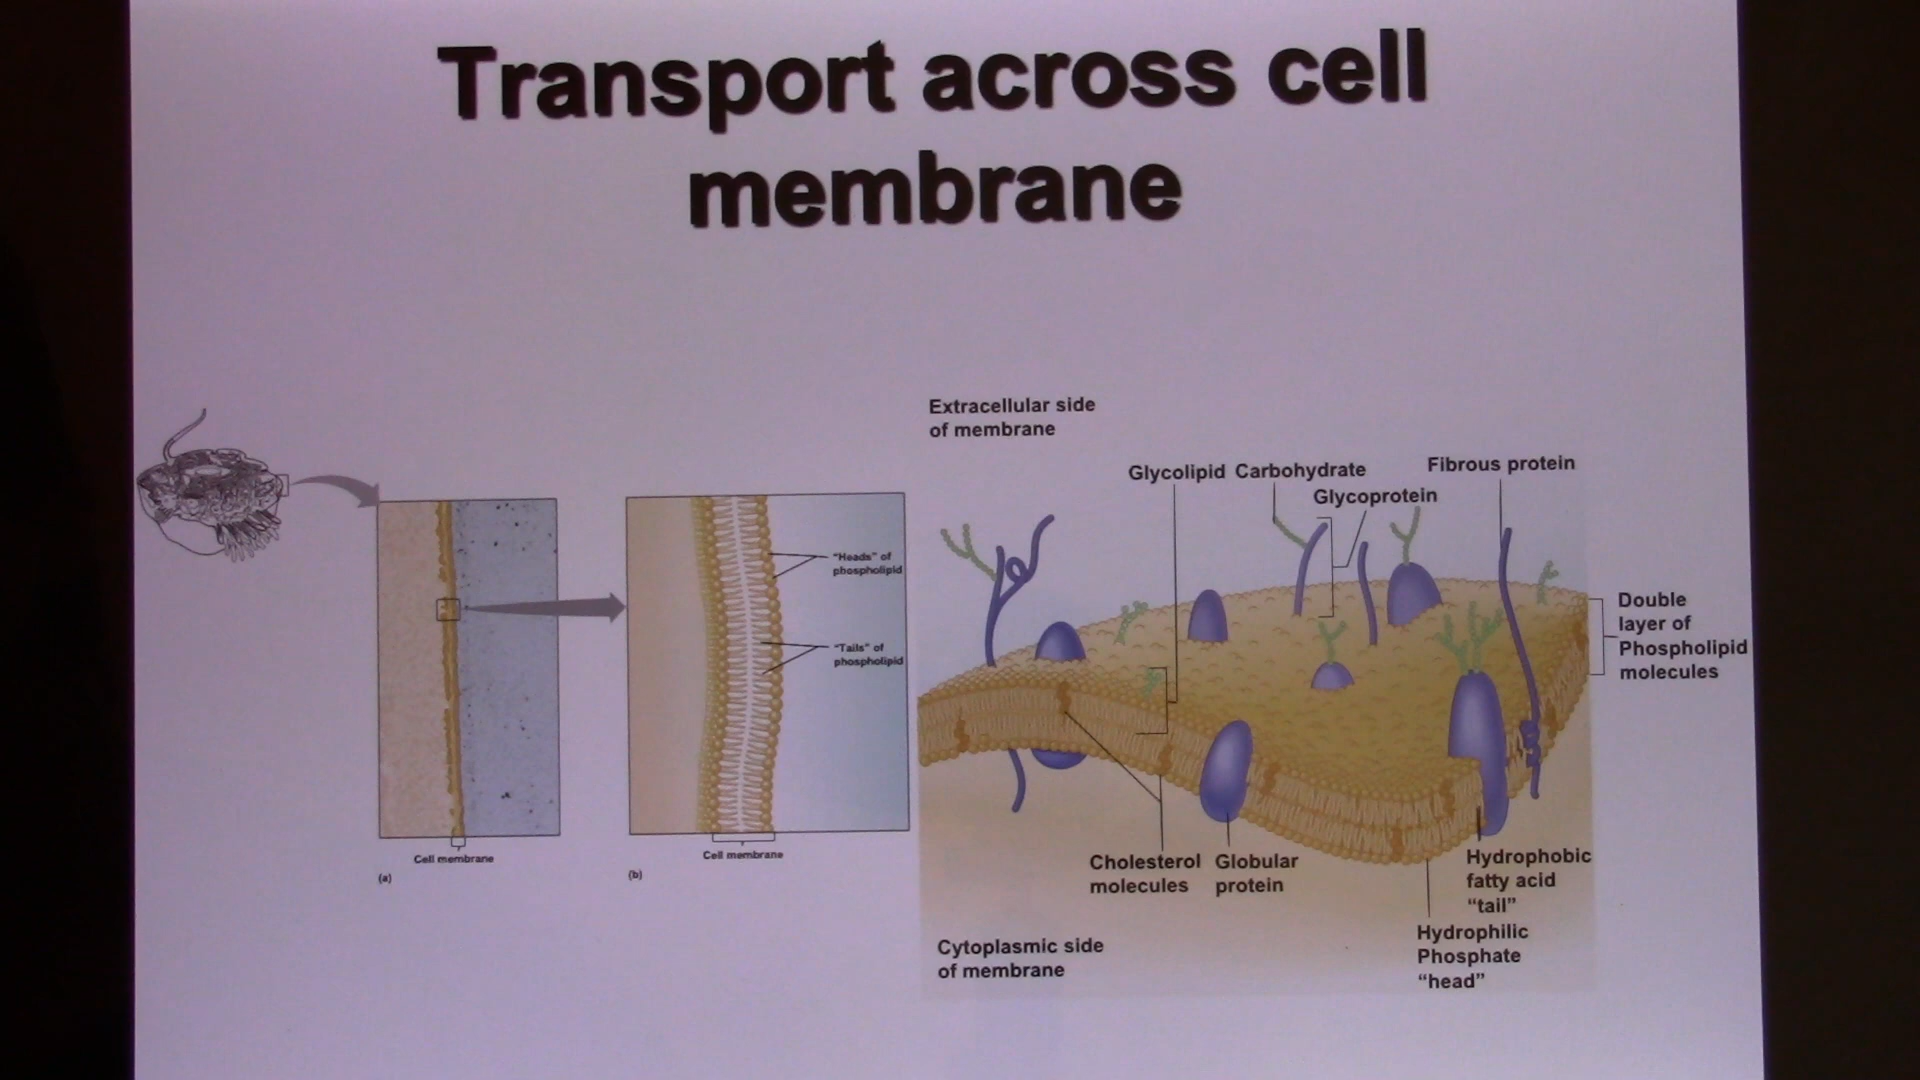 Transport across cell
membrane
Extracellular side
of membrane
Glycolipid
Carbohydrate
Glycoprotein
Fibrous protein
"Heads" of
phospholipid
"Tails" of
phospholipid
Double
layer of
Phospholipid
molecules
Cell membrane
(a)
Cell membrane
(b)
Cholesterol
molecules
Globular
protein
Hydrophobic
fatty acid
“tail”
Hydrophilic
Phosphate
“head”
Cytoplasmic side
of membrane